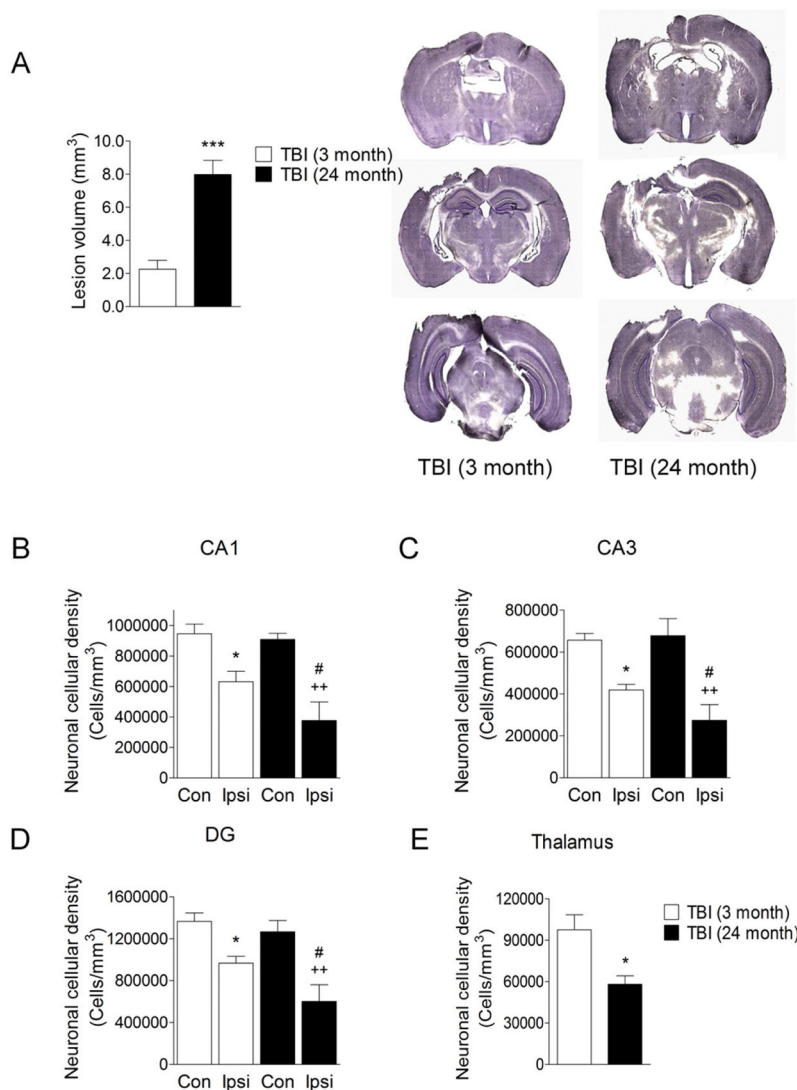 A
Lesion volume (mm³)
10.0
8.0
6.0
4.0
2.0
0.0
***
TBI (3 month)
TBI (24 month)
TBI (3 month)
TBI (24 month)
B
CA1
Neuronal cellular density
(Cells/mm³)
1000000
800000
600000
400000
200000
0
*
#
++
Con Ipsi Con Ipsi
C
CA3
Neuronal cellular density
(Cells/mm³)
800000
600000
400000
200000
0
*
#
++
Con Ipsi Con Ipsi
D
DG
Neuronal cellular density
(Cells/mm³)
1600000
1200000
800000
400000
0
*
#
++
Con Ipsi Con Ipsi
E
Thalamus
Neuronal cellular density
(Cells/mm³)
120000
90000
60000
30000
0
*
TBI (3 month)
TBI (24 month)